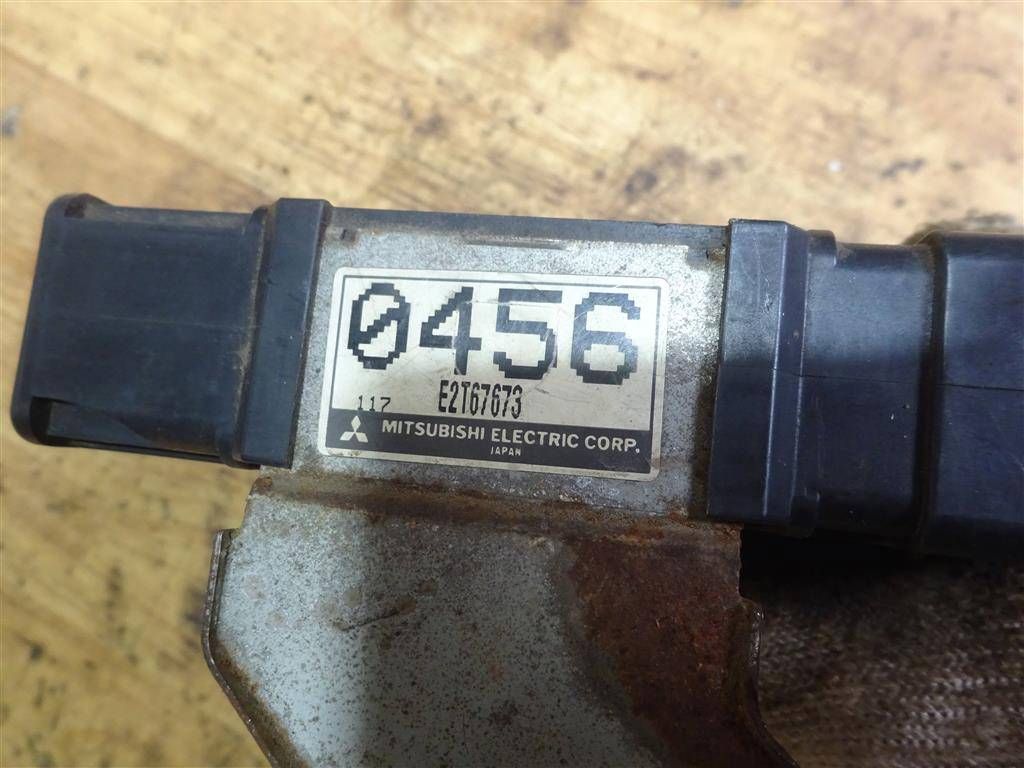 0456
E2T67673
117
MITSUBISHI ELECTRIC CORP.
JAPAN